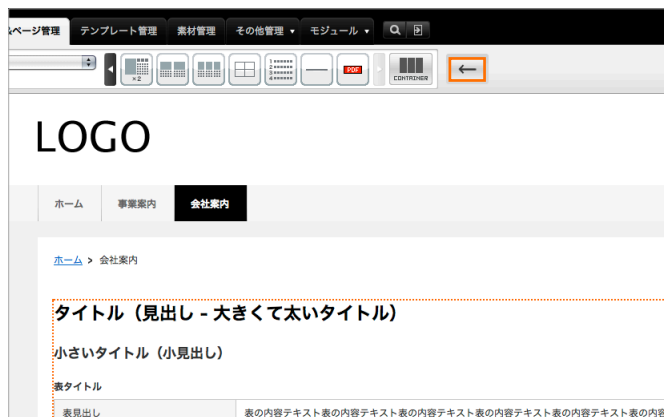 ページ管理 テンプレート管理 素材管理 その他管理 ▼ モジュール ▼
×2 1 2 3 4 PDF CONTAINER ←
LOGO
ホーム 事業案内 会社案内
ホーム > 会社案内
タイトル（見出し - 大きくて太いタイトル）
小さいタイトル（小見出し）
表タイトル
表見出し 表の内容テキスト表の内容テキスト表の内容テキスト表の内容テキスト表の内容テキスト表の内容